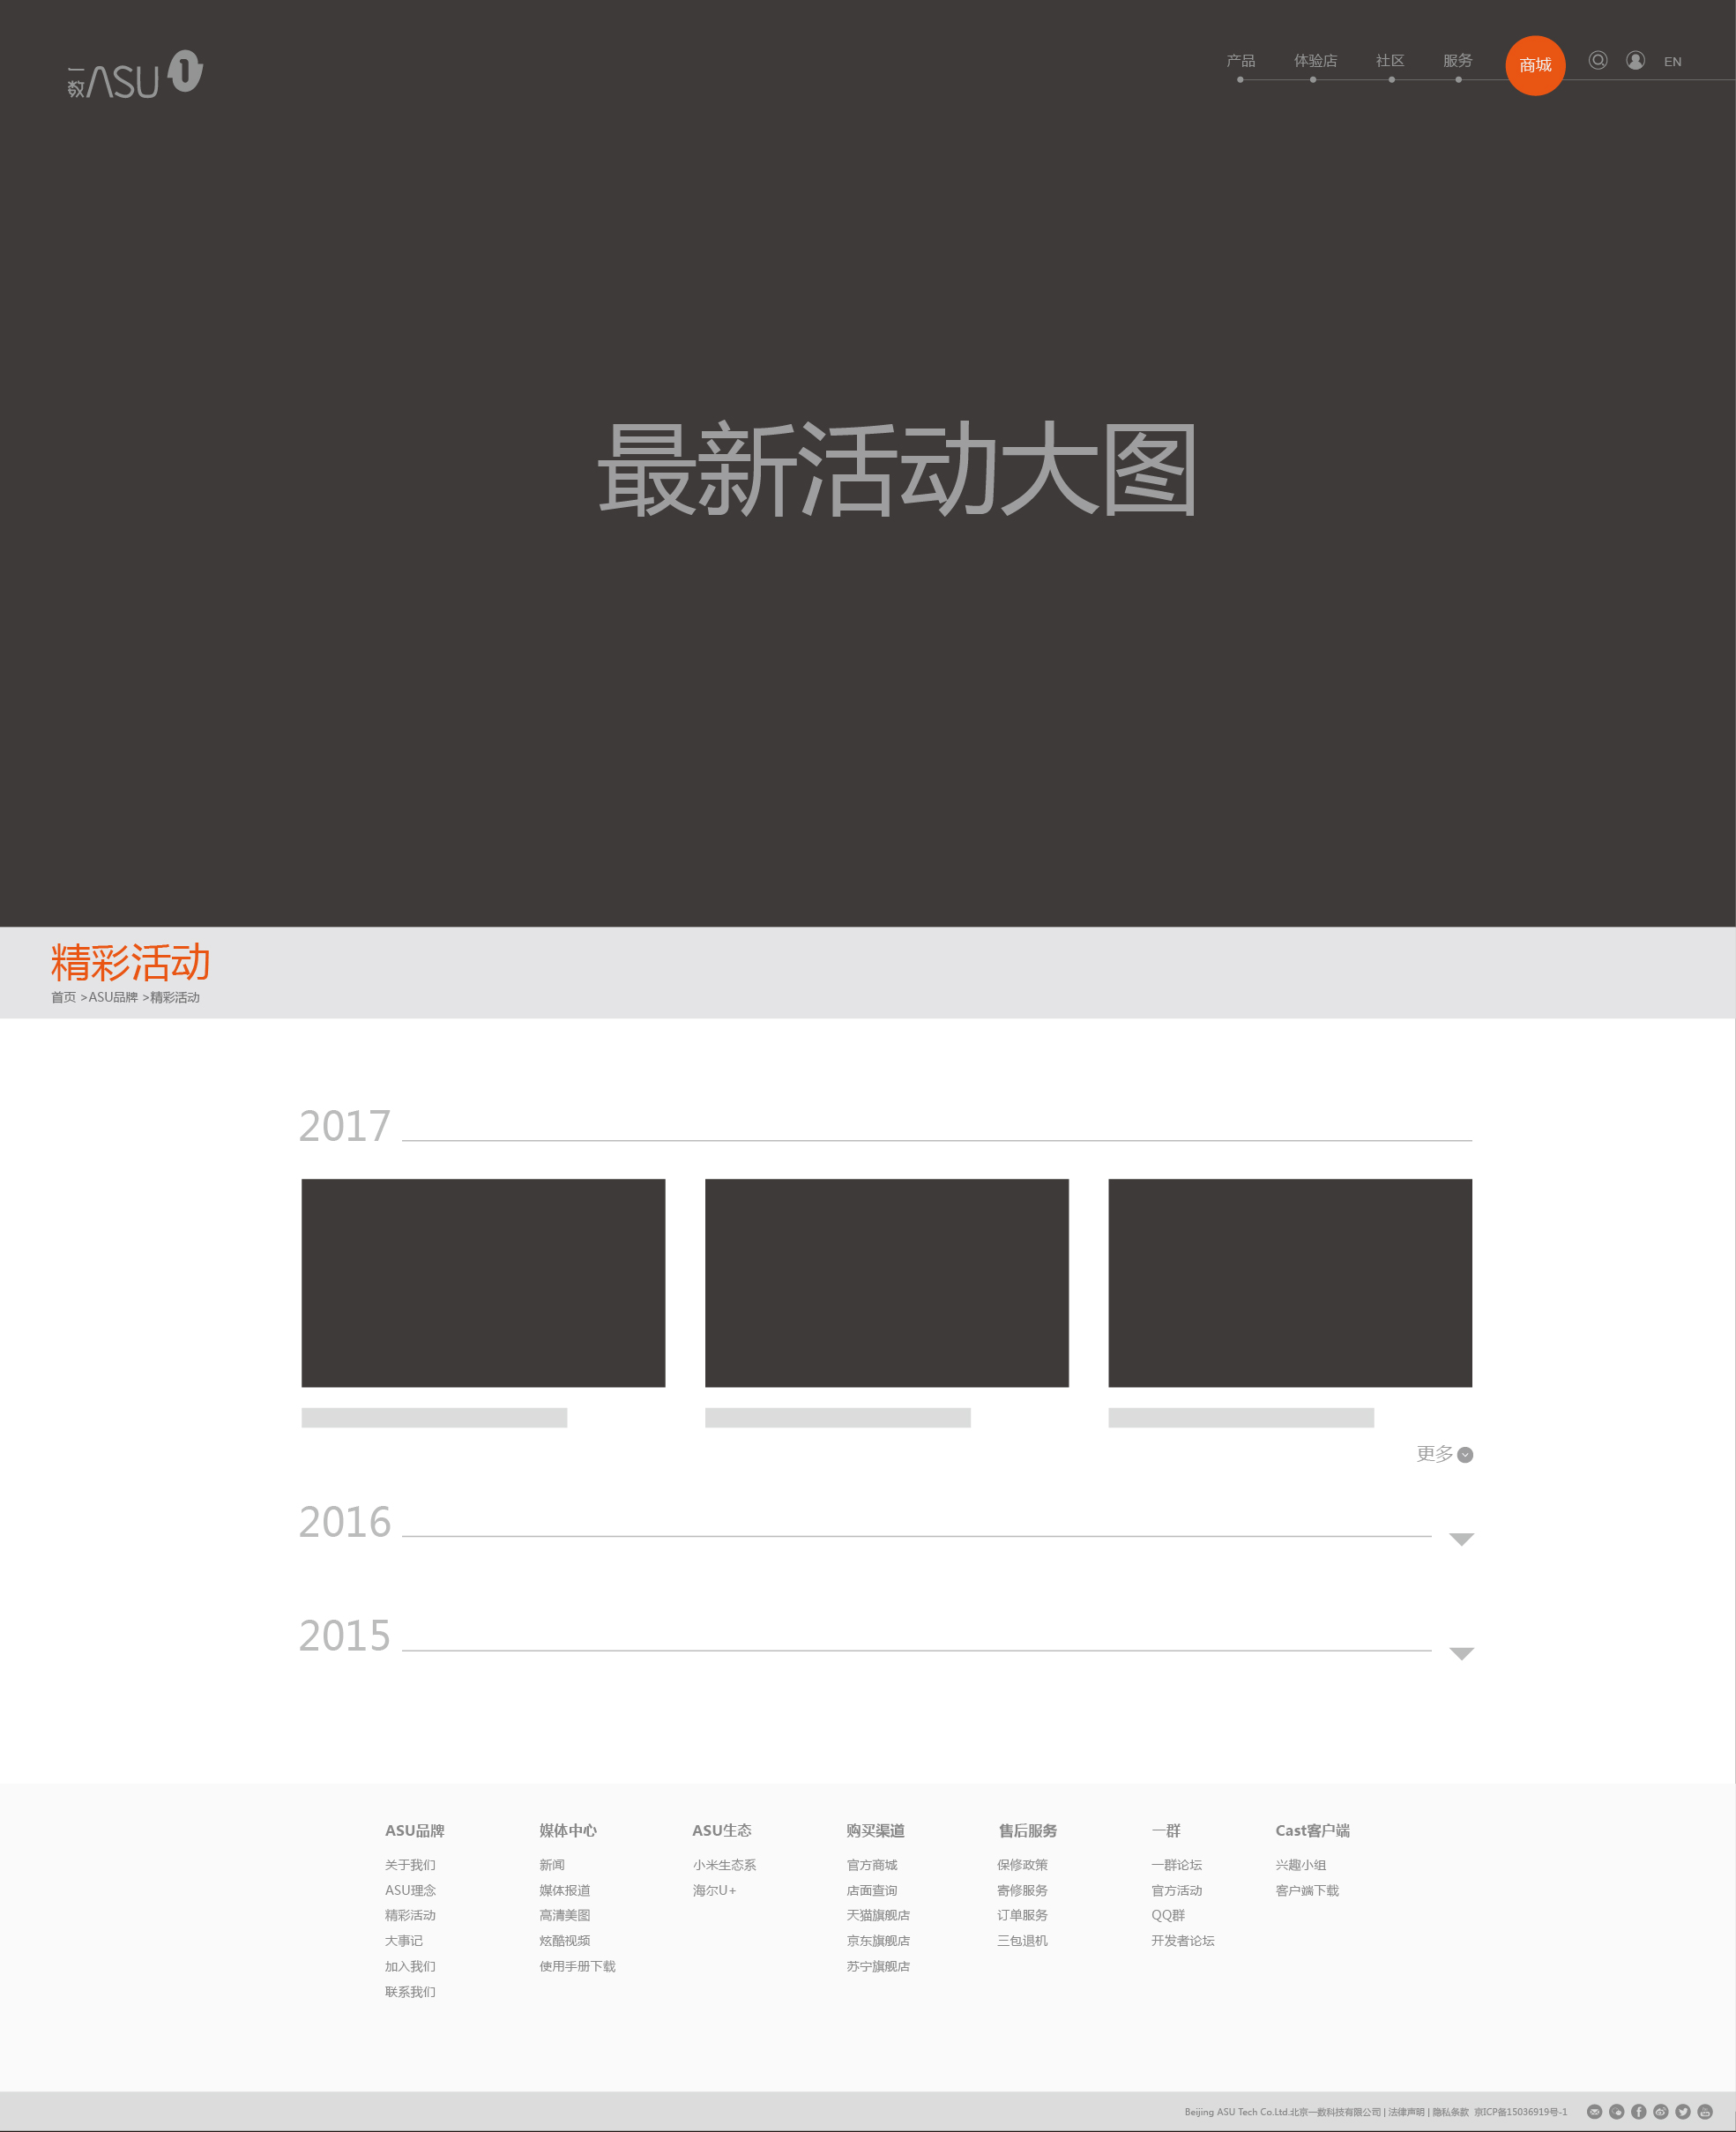 一数 ASU
产品 体验店 社区 服务 商城 EN
最新活动大图
精彩活动
首页 >ASU品牌 >精彩活动
2017
更多
2016
2015
ASU品牌
关于我们
ASU理念
精彩活动
大事记
加入我们
联系我们
媒体中心
新闻
媒体报道
高清美图
炫酷视频
使用手册下载
ASU生态
小米生态系
海尔U+
购买渠道
官方商城
店面查询
天猫旗舰店
京东旗舰店
苏宁旗舰店
售后服务
保修政策
寄修服务
订单服务
三包退机
一群
一群论坛
官方活动
QQ群
开发者论坛
Cast客户端
兴趣小组
客户端下载
Beijing ASU Tech Co.Ltd.北京一数科技有限公司 | 法律声明 | 隐私条款 京ICP备15036919号-1